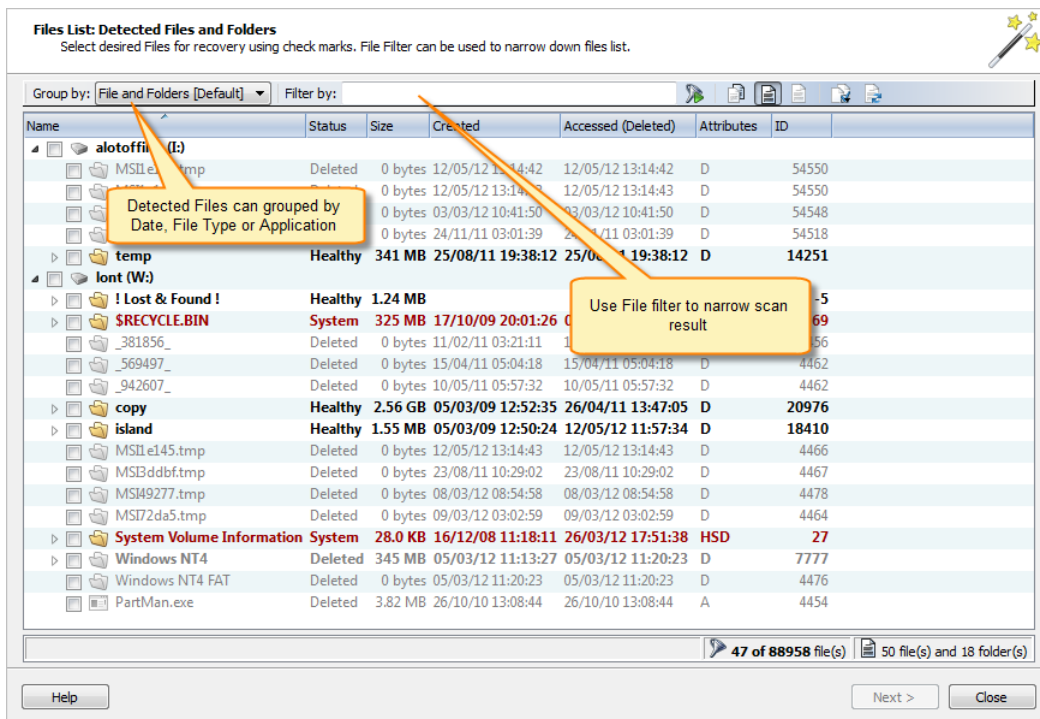 Files List: Detected Files and Folders
Select desired Files for recovery using check marks. File Filter can be used to narrow down files list.
Group by: File and Folders [Default] Filter by:
Name Status Size Created Accessed (Deleted) Attributes ID
(I:)
Deleted 0 bytes 12/05/12 12/05/12 13:14:42 D 54550
0 bytes 12/05/12 12/05/12 13:14:43 D 54550
0 bytes 03/03/12 10:41:50 03/03/12 10:41:50 D 54548
0 bytes 24/11/11 03:01:39 03:01:39 D 54518
Detected Files can grouped by
Date, File Type or Application
temp Healthy 341 MB 25/08/11 19:38:12 19:38:12 D 14251
lont (W:)
! Lost & Found ! Healthy 1.24 MB -5
$RECYCLE.BIN System 325 MB 17/10/09 20:01:26
Use File filter to narrow scan
result
_381856_ Deleted 0 bytes 11/02/11 03:21:11
_569497_ Deleted 0 bytes 15/04/11 05:04:18 15/04/11 05:04:18 D 4462
_942607_ Deleted 0 bytes 10/05/11 05:57:32 10/05/11 05:57:32 D 4462
copy Healthy 2.56 GB 05/03/09 12:52:35 26/04/11 13:47:05 D 20976
island Healthy 1.55 MB 05/03/09 12:50:24 12/05/12 11:57:34 D 18410
MSI1e145.tmp Deleted 0 bytes 12/05/12 13:14:43 12/05/12 13:14:43 D 4466
MSI3ddbf.tmp Deleted 0 bytes 23/08/11 10:29:02 23/08/11 10:29:02 D 4467
MSI49277.tmp Deleted 0 bytes 08/03/12 08:54:58 08/03/12 08:54:58 D 4478
MSI72da5.tmp Deleted 0 bytes 09/03/12 03:02:59 09/03/12 03:02:59 D 4464
System Volume Information System 28.0 KB 16/12/08 11:18:11 26/03/12 17:51:38 HSD 27
Windows NT4 Deleted 345 MB 05/03/12 11:13:27 05/03/12 11:20:23 D 7777
Windows NT4 FAT Deleted 0 bytes 05/03/12 11:20:23 05/03/12 11:20:23 D 4476
PartMan.exe Deleted 3.82 MB 26/10/10 13:08:44 26/10/10 13:08:44 A 4454
47 of 88958 file(s) 50 file(s) and 18 folder(s)
Help Next > Close